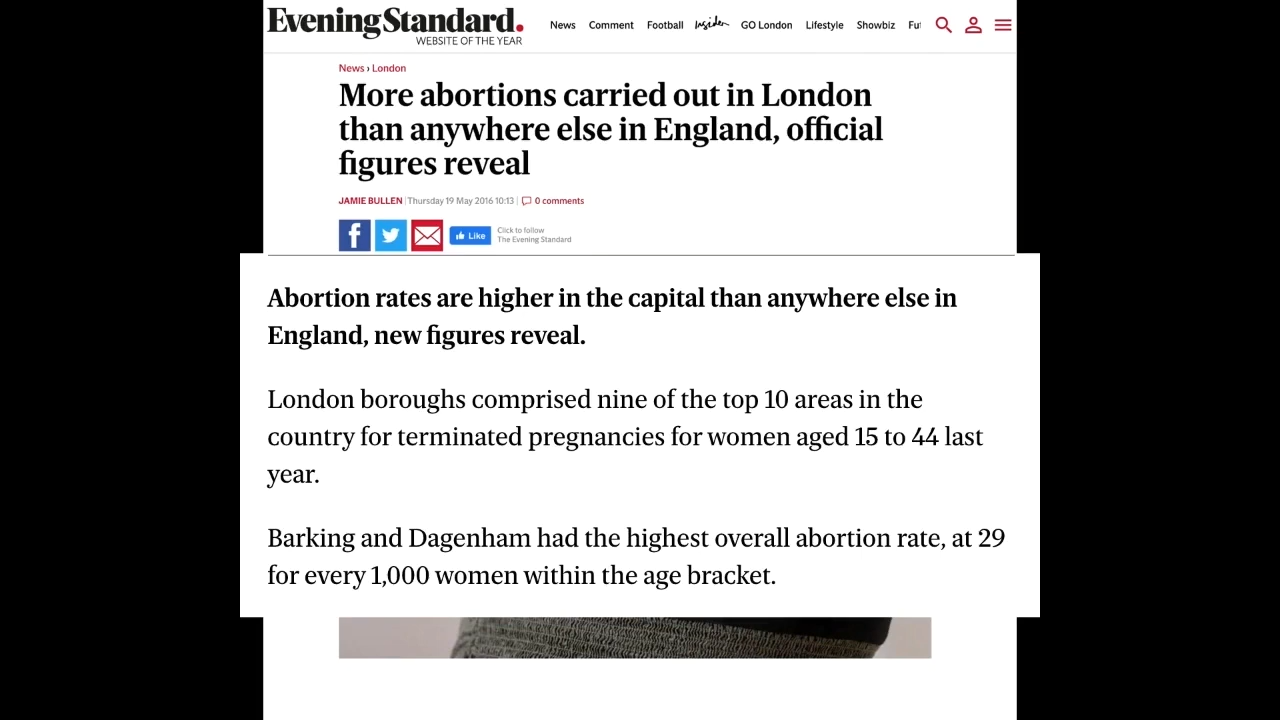 Evening Standard.
WEBSITE OF THE YEAR
News Comment Football Insider GO London Lifestyle Showbiz Fut
News › London
More abortions carried out in London
than anywhere else in England, official
figures reveal
JAMIE BULLEN | Thursday 19 May 2016 10:13 | 0 comments
f Like Click to follow
The Evening Standard
Abortion rates are higher in the capital than anywhere else in
England, new figures reveal.
London boroughs comprised nine of the top 10 areas in the
country for terminated pregnancies for women aged 15 to 44 last
year.
Barking and Dagenham had the highest overall abortion rate, at 29
for every 1,000 women within the age bracket.